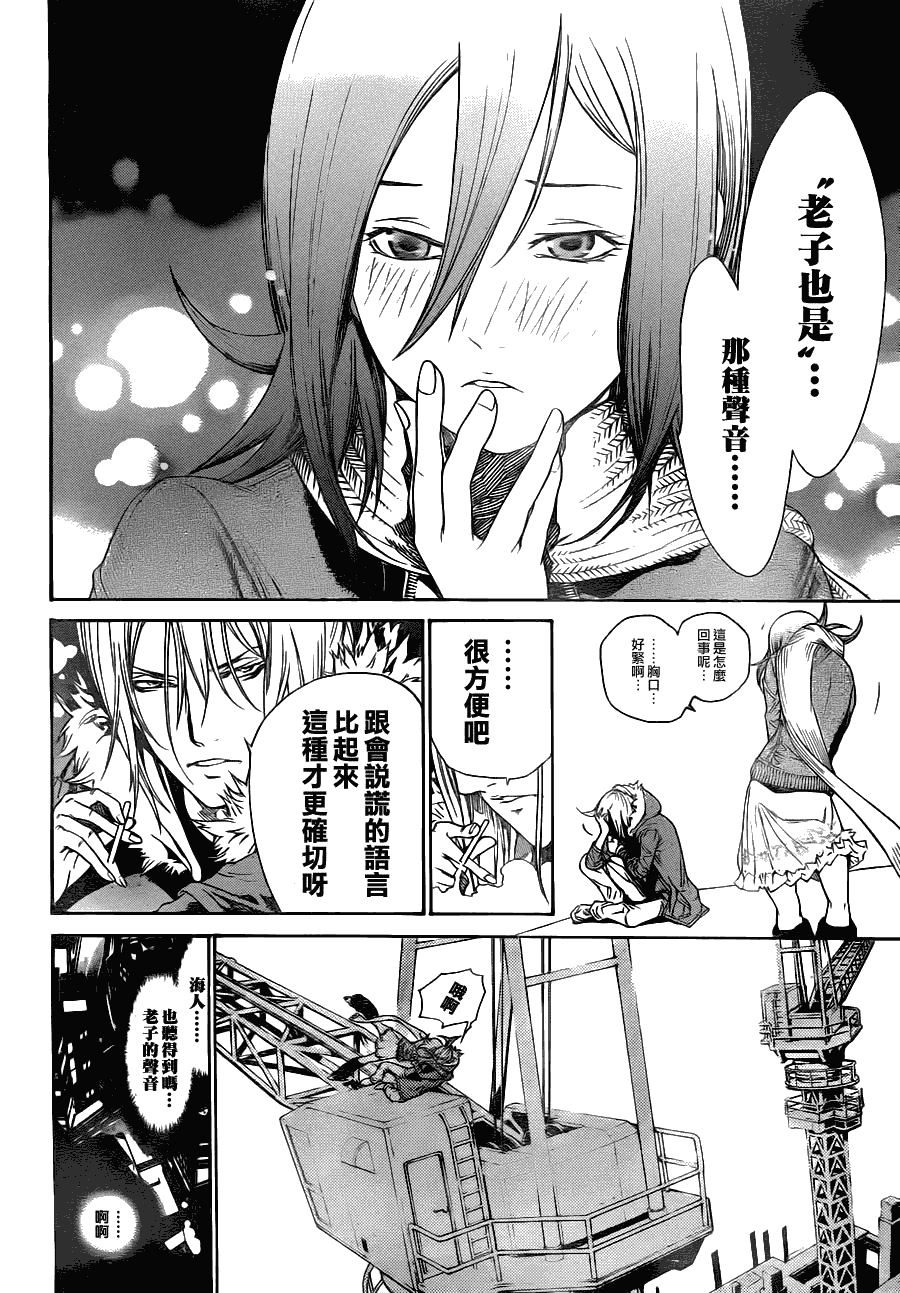 〝老子也是〟…
那種聲音……
這是怎麼
回事呢…
……胸口…
好緊啊…
……
很方便吧
跟會説謊的語言
比起來
這種才更確切呀
哦啊
海人……
也聽得到嗎…
老子的聲音
……
啊啊